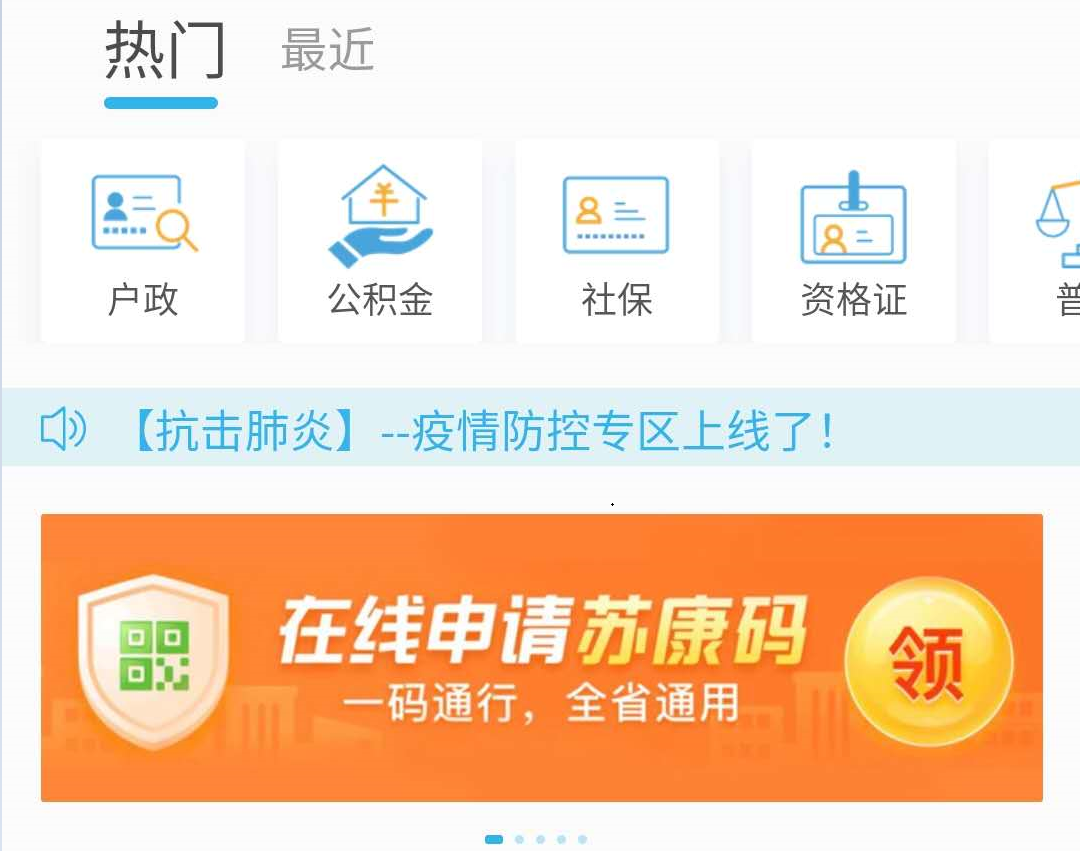 热门 最近
户政 公积金 社保 资格证 普
【抗击肺炎】--疫情防控专区上线了！
在线申请苏康码
一码通行，全省通用
领